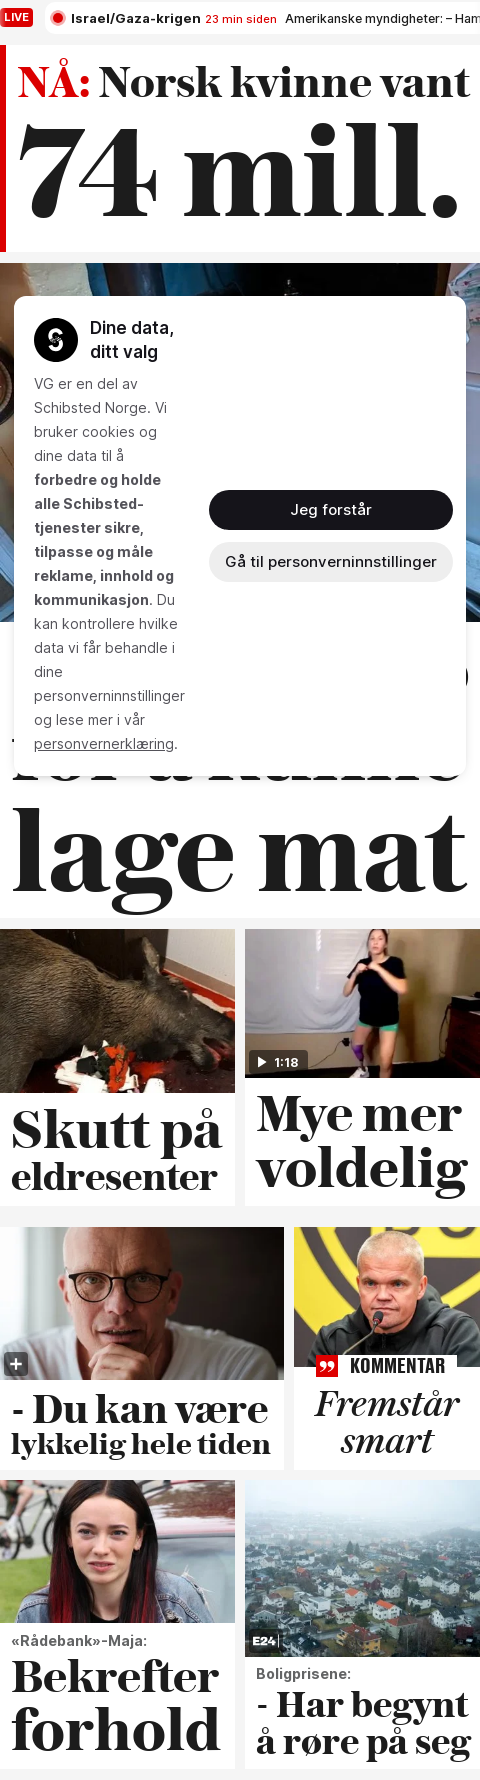 LIVE
Israel/Gaza-krigen 23 min siden Amerikanske myndigheter: – Ham
NÅ: Norsk kvinne vant
74 mill.
Dine data,
ditt valg
VG er en del av
Schibsted Norge. Vi
bruker cookies og
dine data til å
forbedre og holde
alle Schibsted-
tjenester sikre,
tilpasse og måle
reklame, innhold og
kommunikasjon. Du
kan kontrollere hvilke
data vi får behandle i
dine
personverninnstillinger
og lese mer i vår
personvernerklæring.
Jeg forstår
Gå til personverninnstillinger
lage mat
1:18
Skutt på
eldresenter
Mye mer
voldelig
- Du kan være
lykkelig hele tiden
KOMMENTAR
Fremstår
smart
«Rådebank»-Maja:
Bekrefter
forhold
E24
Boligprisene:
- Har begynt
å røre på seg